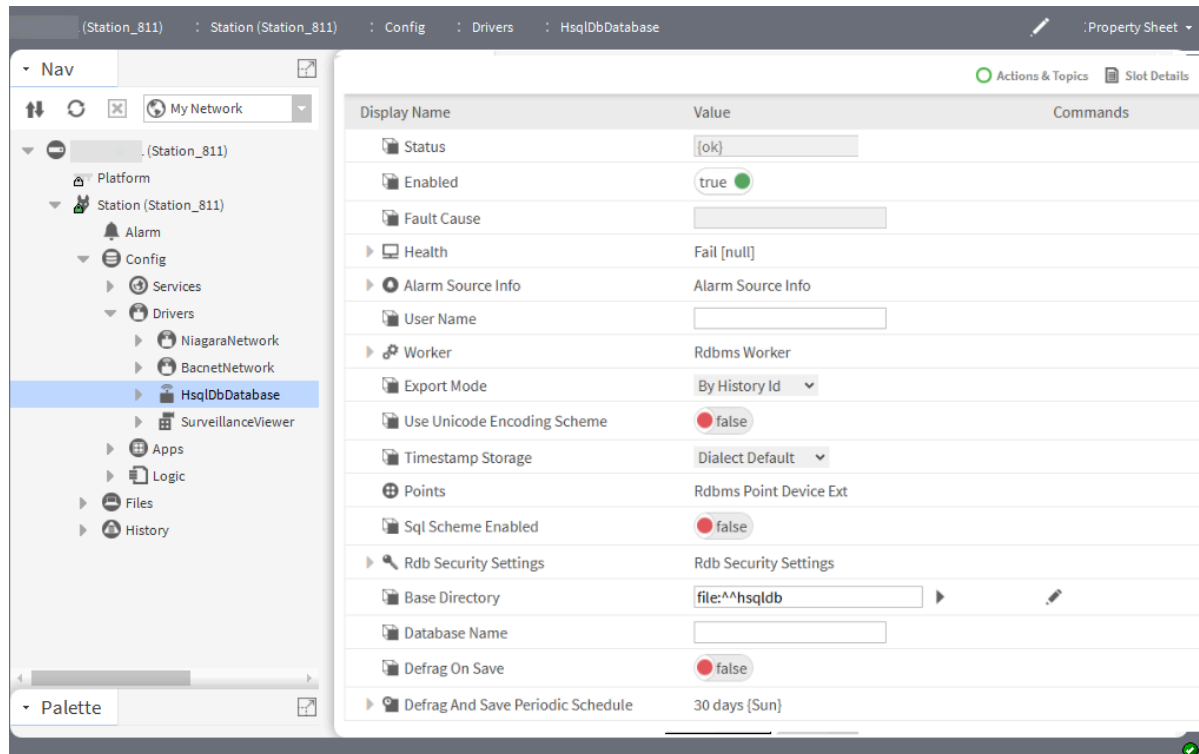 (Station_811) : Station (Station_811) : Config : Drivers : HsqlDbDatabase :Property Sheet
Nav
My Network
(Station_811)
Platform
Station (Station_811)
Alarm
Config
Services
Drivers
NiagaraNetwork
BacnetNetwork
HsqlDbDatabase
SurveillanceViewer
Apps
Logic
Files
History
Palette
Actions & Topics Slot Details
Display Name Value Commands
Status {ok}
Enabled true
Fault Cause
Health Fail [null]
Alarm Source Info Alarm Source Info
User Name
Worker Rdbms Worker
Export Mode By History Id
Use Unicode Encoding Scheme false
Timestamp Storage Dialect Default
Points Rdbms Point Device Ext
Sql Scheme Enabled false
Rdb Security Settings Rdb Security Settings
Base Directory file:^^hsqldb
Database Name
Defrag On Save false
Defrag And Save Periodic Schedule 30 days {Sun}